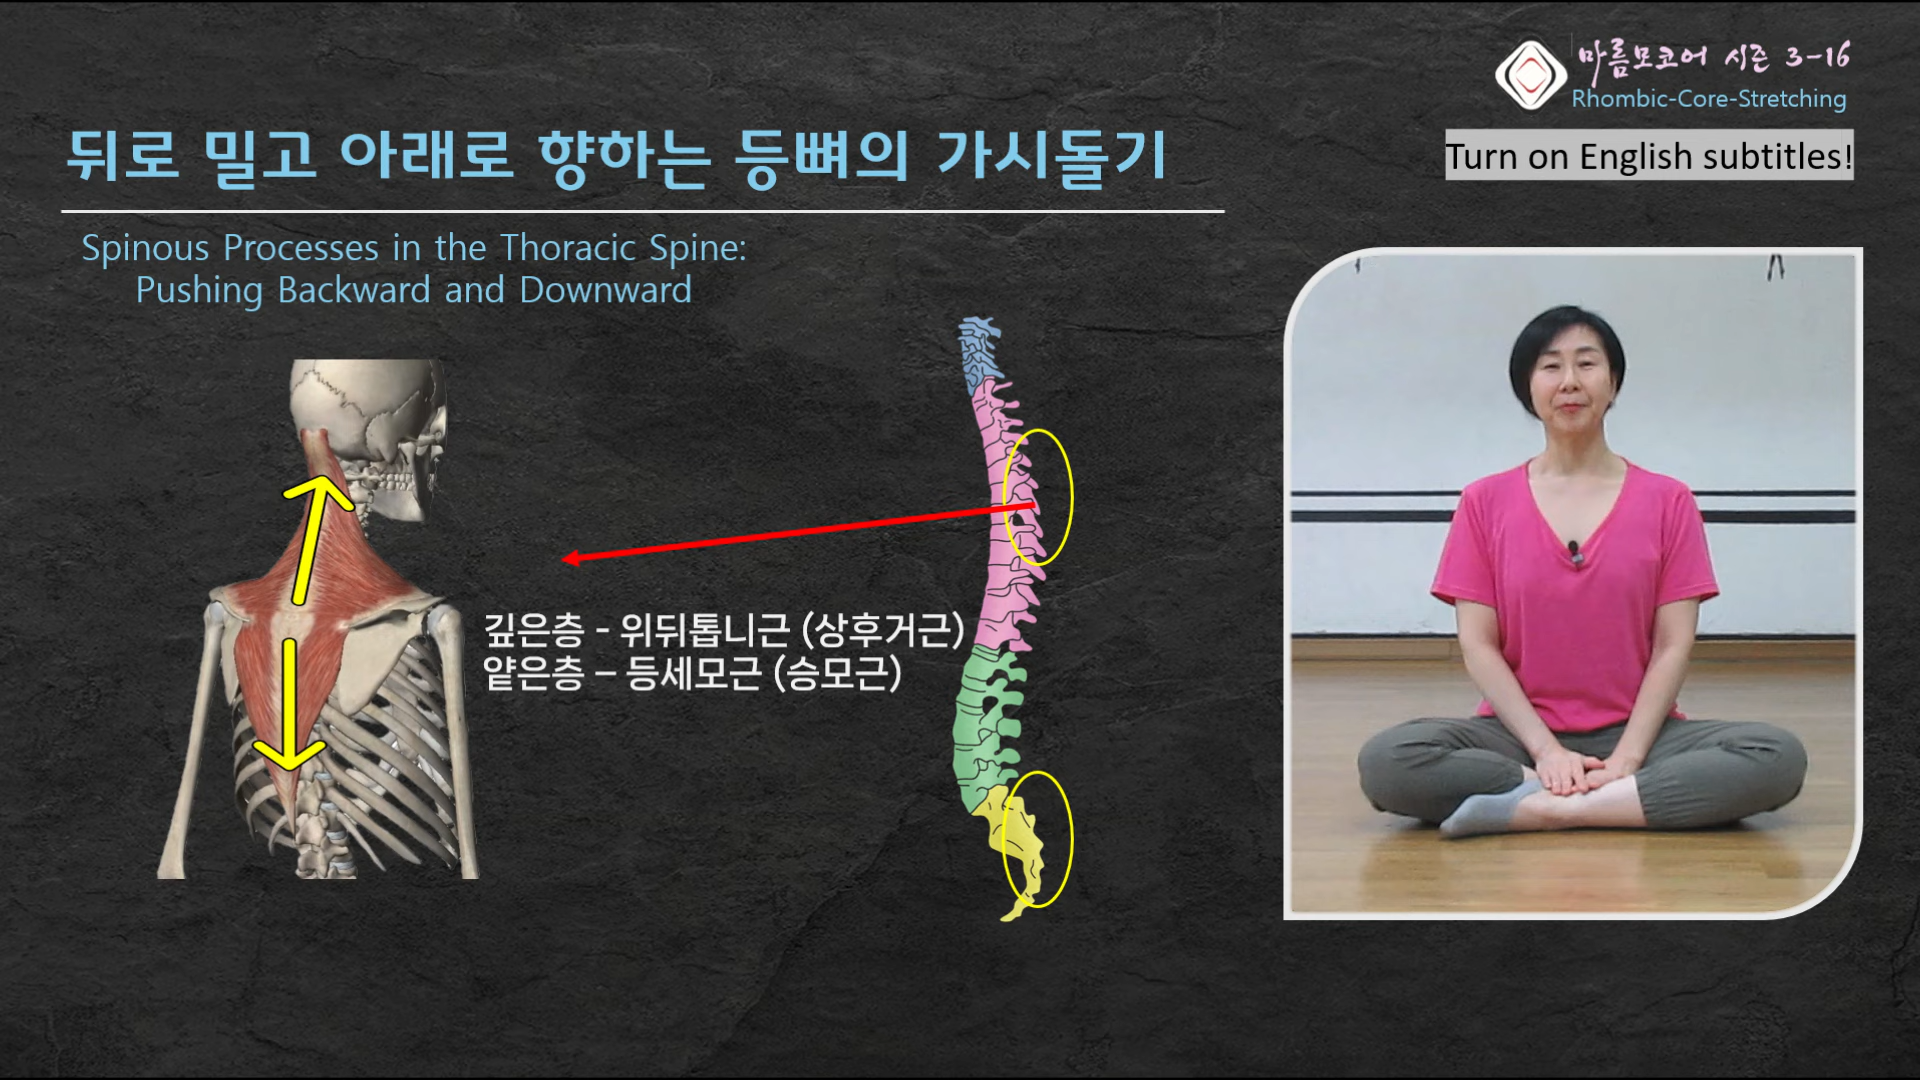 마름모코어 시즌 3-16
Rhombic-Core-Stretching
Turn on English subtitles!
뒤로 밀고 아래로 향하는 등뼈의 가시돌기
Spinous Processes in the Thoracic Spine:
Pushing Backward and Downward
깊은층 - 위뒤톱니근 (상후거근)
얕은층 – 등세모근 (승모근)